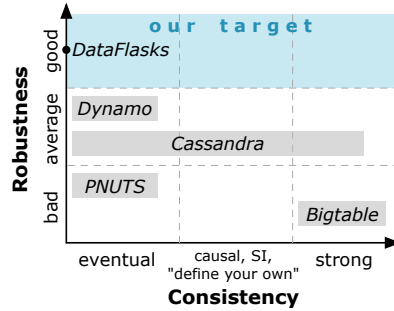 our target
good
DataFlasks
Robustness
average
Dynamo
Cassandra
bad
PNUTS
Bigtable
eventual
causal, SI,
"define your own"
strong
Consistency